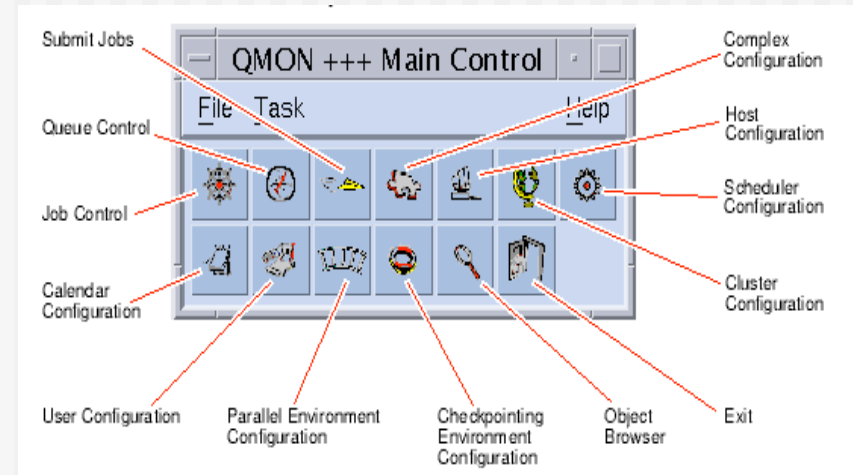 Submit Jobs
Complex
Configuration
QMON +++ Main Control
File Task Help
Queue Control
Host
Configuration
Job Control
Scheduler
Configuration
Calendar
Configuration
Cluster
Configuration
User Configuration
Parallel Environment
Configuration
Checkpointing
Environment
Configuration
Object
Browser
Exit